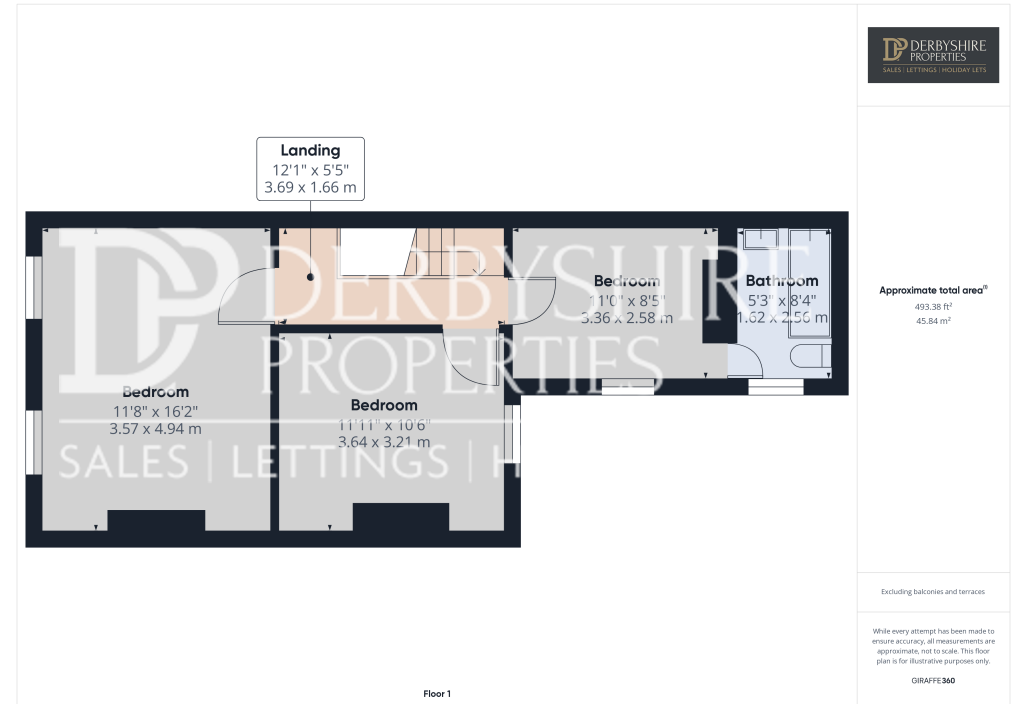 DP DERBYSHIRE
PROPERTIES
SALES | LETTINGS | HOLIDAY LETS
Landing
12'1" x 5'5"
3.69 x 1.66 m
DERBYSHIRE
PROPERTIES
SALES | LETTINGS | H
Bedroom
11'0" x 8'5"
3.36 x 2.58 m
Bathroom
5'3" x 8'4"
1.62 x 2.56 m
Bedroom
11'8" x 16'2"
3.57 x 4.94 m
Bedroom
11'11" x 10'6"
3.64 x 3.21 m
Approximate total area⁽¹⁾
493.38 ft²
45.84 m²
Excluding balconies and terraces
While every attempt has been made to
ensure accuracy, all measurements are
approximate, not to scale. This floor
plan is for illustrative purposes only.
GIRAFFE360
Floor 1